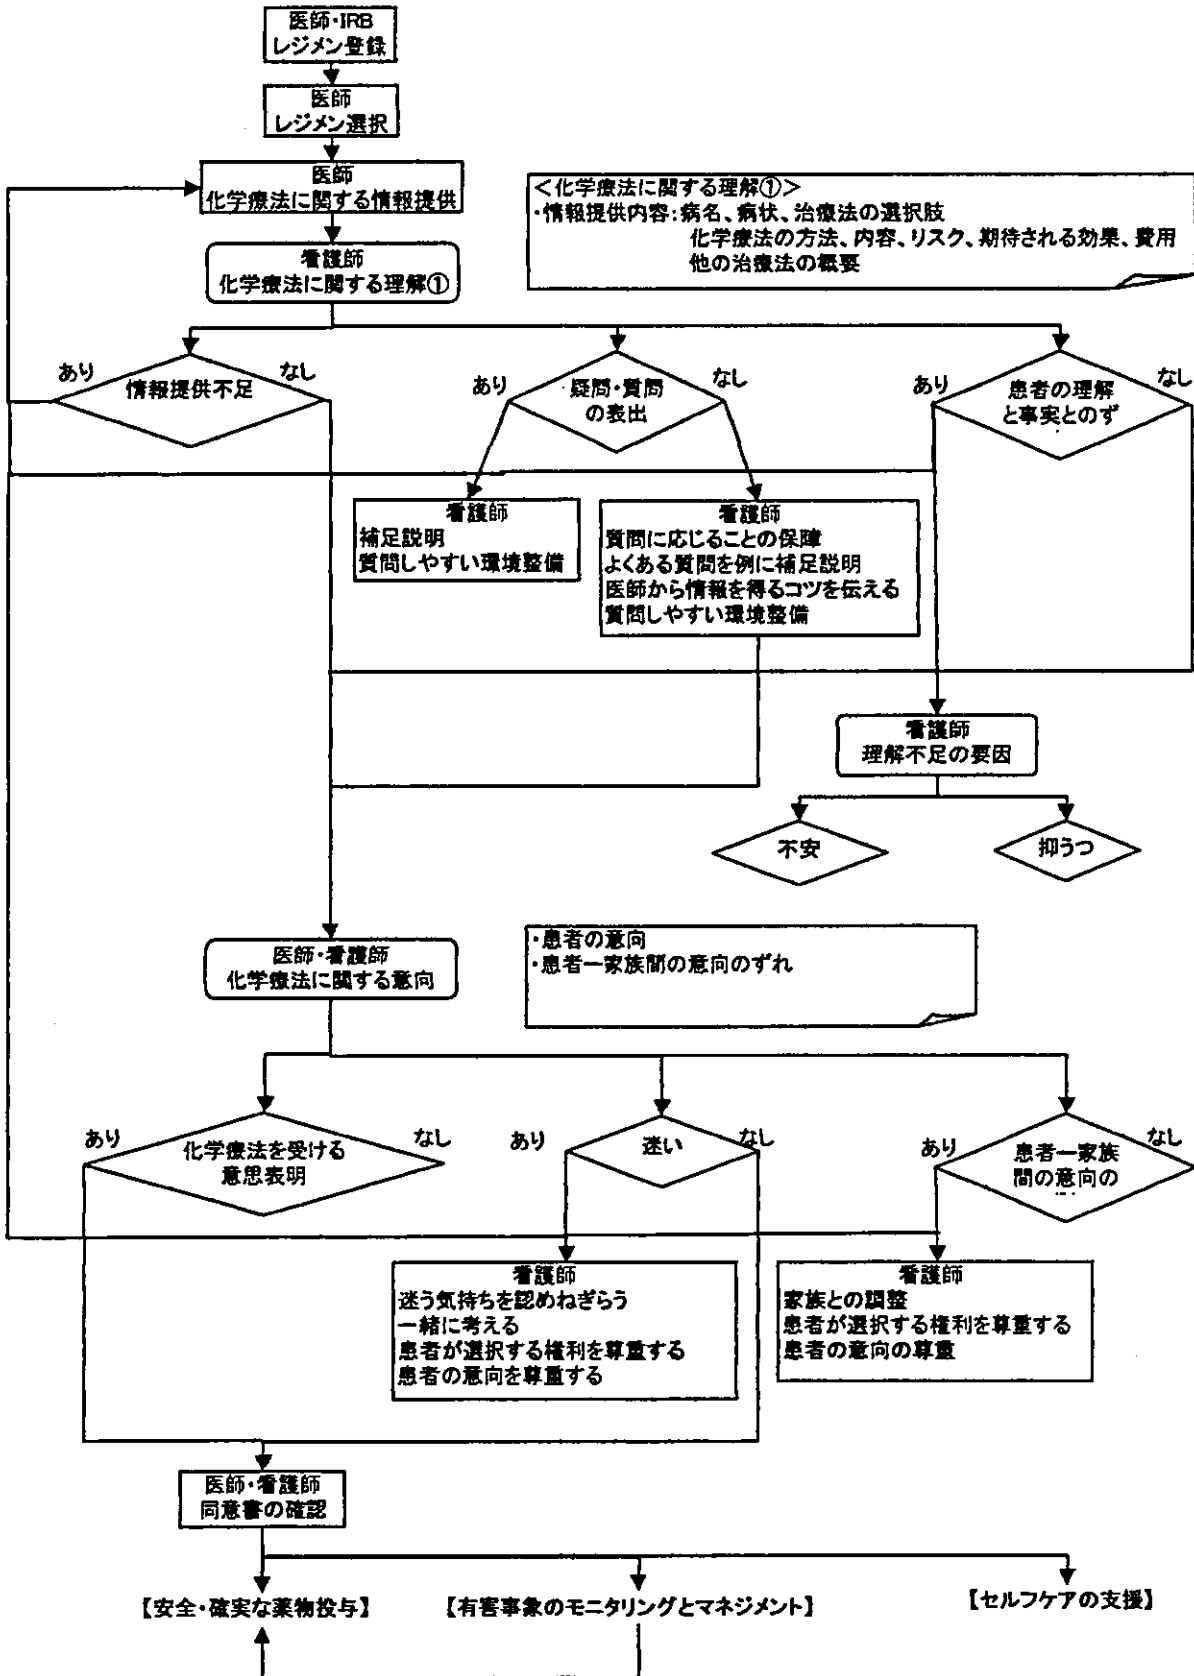 医師・IRB
レジメン登録
医師
レジメン選択
医師
化学療法に関する情報提供
＜化学療法に関する理解①＞
・情報提供内容：病名、病状、治療法の選択肢
化学療法の方法、内容、リスク、期待される効果、費用
他の治療法の概要
看護師
化学療法に関する理解①
あり
情報提供不足
なし
あり
疑問・質問
の表出
なし
あり
患者の理解
と事実とのず
なし
看護師
補足説明
質問しやすい環境整備
看護師
質問に応じることの保障
よくある質問を例に補足説明
医師から情報を得るコツを伝える
質問しやすい環境整備
看護師
理解不足の要因
不安
抑うつ
医師・看護師
化学療法に関する意向
・患者の意向
・患者ー家族間の意向のずれ
あり
化学療法を受ける
意思表明
なし
あり
迷い
なし
あり
患者ー家族
間の意向の
なし
看護師
迷う気持ちを認めねぎらう
一緒に考える
患者が選択する権利を尊重する
患者の意向を尊重する
看護師
家族との調整
患者が選択する権利を尊重する
患者の意向の尊重
医師・看護師
同意書の確認
【安全・確実な薬物投与】
【有害事象のモニタリングとマネジメント】
【セルフケアの支援】